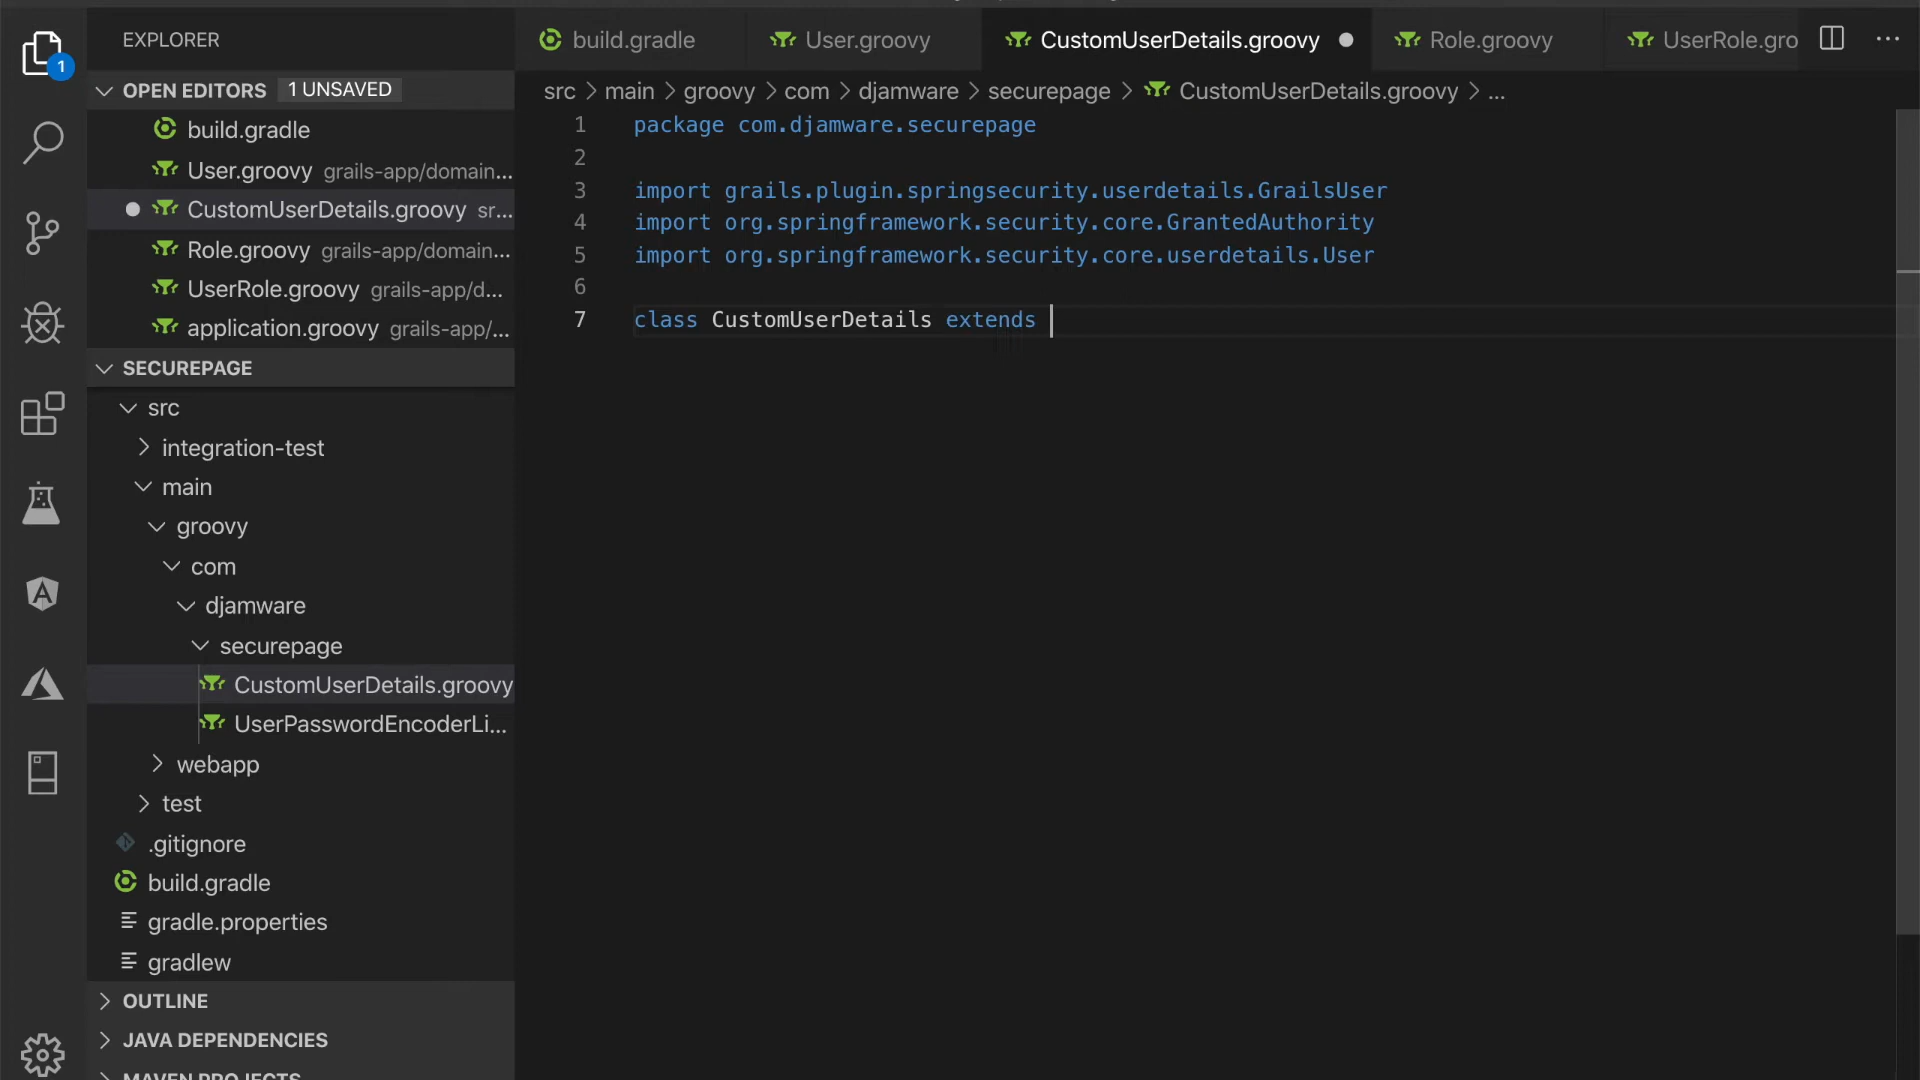 EXPLORER
1
OPEN EDITORS 1 UNSAVED
build.gradle
User.groovy grails-app/domain...
CustomUserDetails.groovy sr...
Role.groovy grails-app/domain...
UserRole.groovy grails-app/d...
application.groovy grails-app/...
SECUREPAGE
src
integration-test
main
groovy
com
djamware
securepage
CustomUserDetails.groovy
UserPasswordEncoderLi...
webapp
test
.gitignore
build.gradle
gradle.properties
gradlew
OUTLINE
JAVA DEPENDENCIES
MAVEN PROJECTS
build.gradle User.groovy CustomUserDetails.groovy Role.groovy UserRole.gro
src > main > groovy > com > djamware > securepage > CustomUserDetails.groovy > ...
1 package com.djamware.securepage
2
3 import grails.plugin.springsecurity.userdetails.GrailsUser
4 import org.springframework.security.core.GrantedAuthority
5 import org.springframework.security.core.userdetails.User
6
7 class CustomUserDetails extends